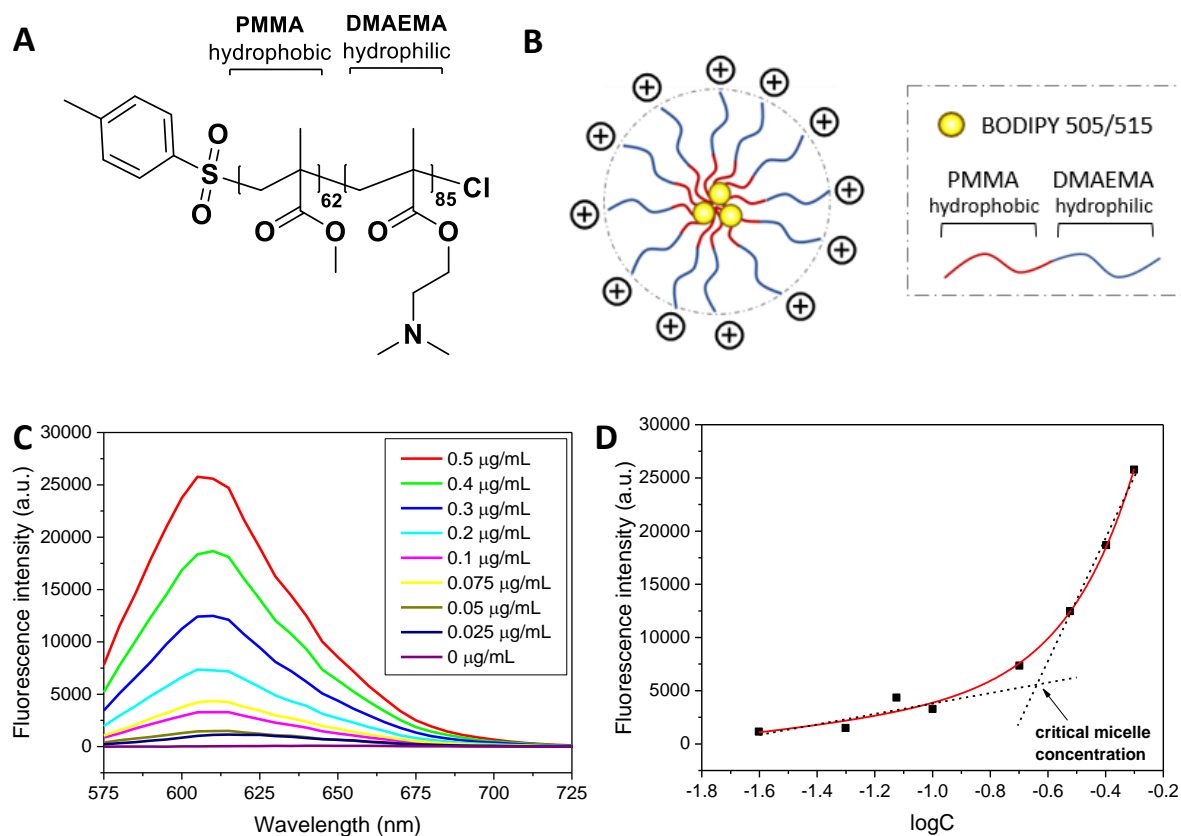 A
PMMA
hydrophobic
DMAEMA
hydrophilic
O
S
O
62
85
Cl
O
O
O
O
N
B
BODIPY 505/515
PMMA
hydrophobic
DMAEMA
hydrophilic
C
30000
25000
20000
15000
10000
5000
0
Fluorescence intensity (a.u.)
0.5 μg/mL
0.4 μg/mL
0.3 μg/mL
0.2 μg/mL
0.1 μg/mL
0.075 μg/mL
0.05 μg/mL
0.025 μg/mL
0 μg/mL
575 600 625 650 675 700 725
Wavelength (nm)
D
30000
25000
20000
15000
10000
5000
0
Fluorescence intensity (a.u.)
critical micelle
concentration
-1.8 -1.6 -1.4 -1.2 -1.0 -0.8 -0.6 -0.4 -0.2
logC